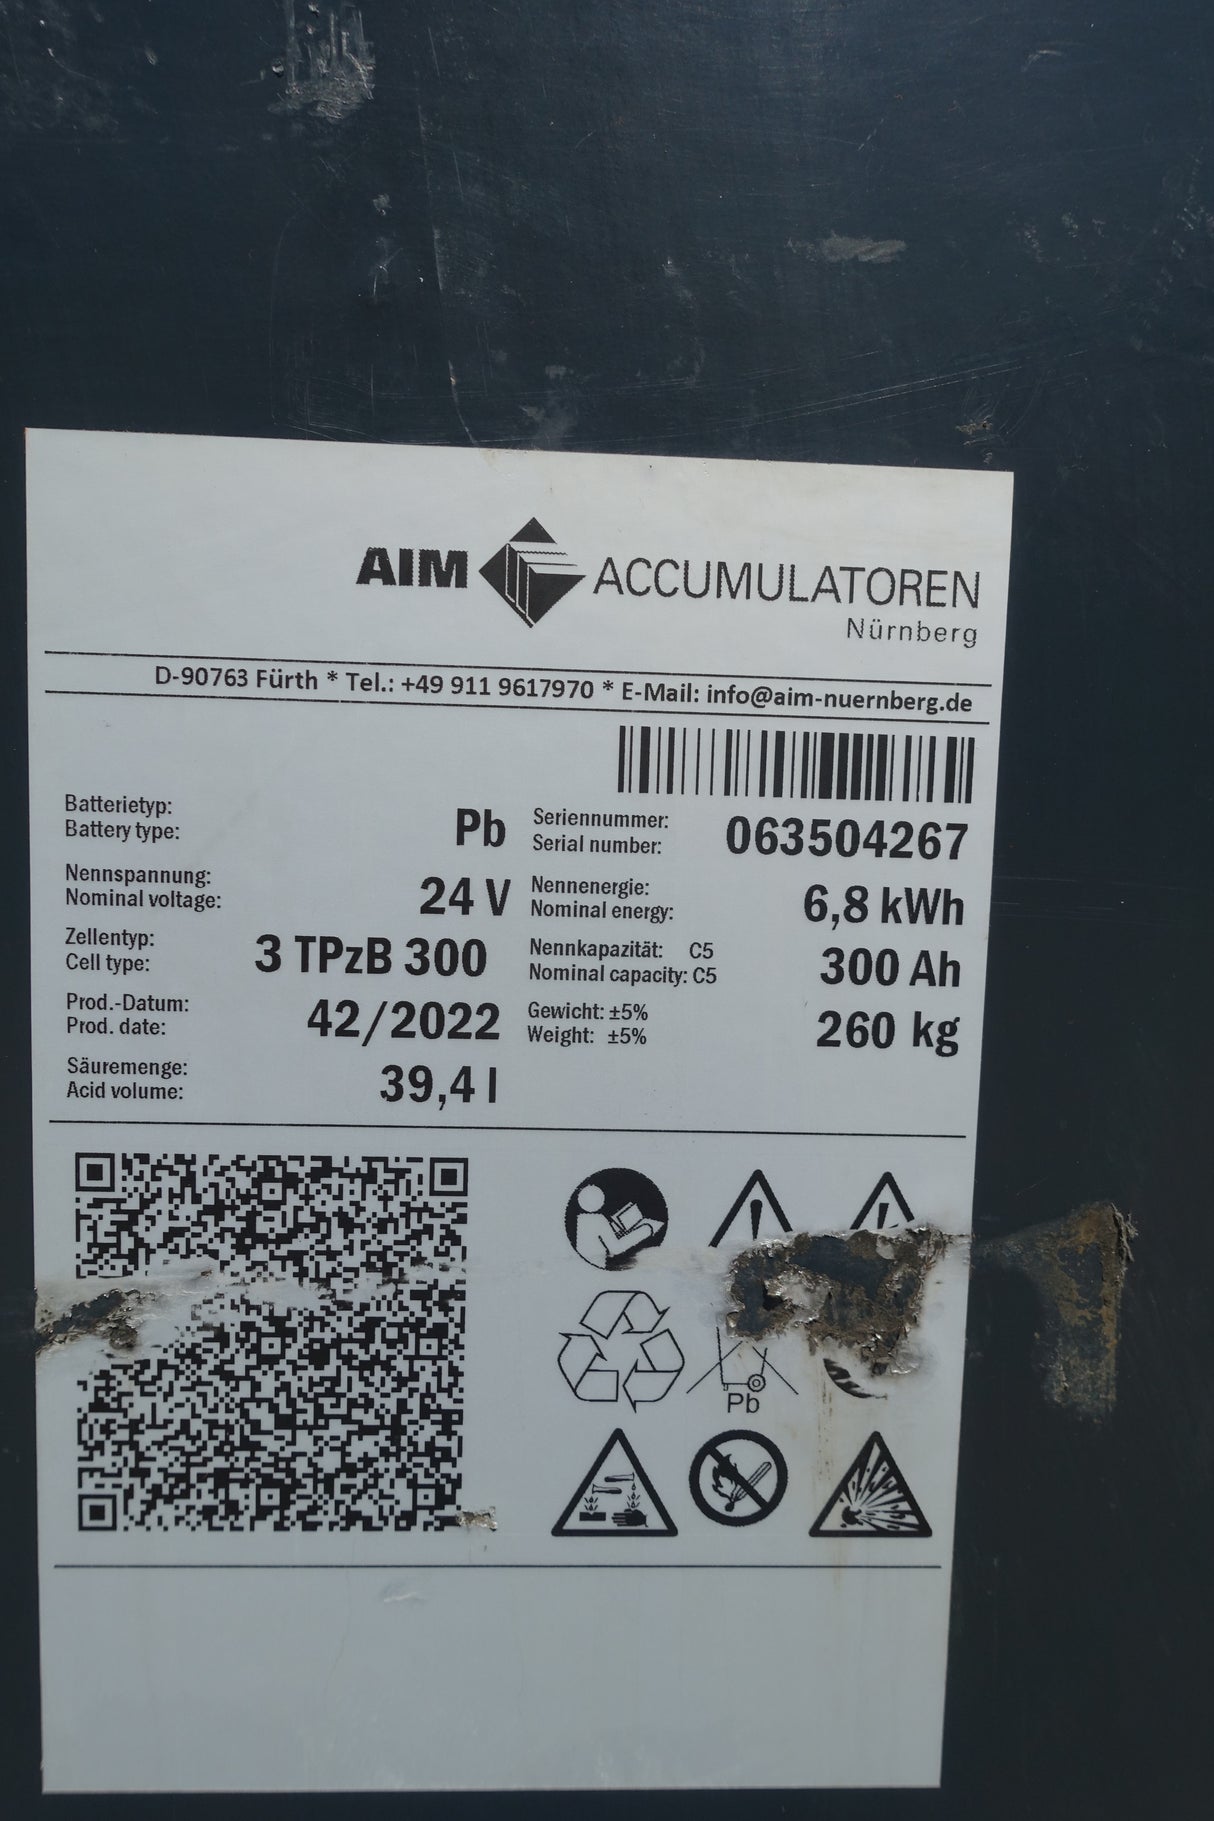 AIM ACCUMULATOREN
Nürnberg
D-90763 Fürth * Tel.: +49 911 9617970 * E-Mail: info@aim-nuernberg.de
Batterietyp:
Battery type: Pb
Seriennummer:
Serial number: 063504267
Nennspannung:
Nominal voltage: 24 V
Nennenergie:
Nominal energy: 6,8 kWh
Zellentyp:
Cell type: 3 TPzB 300
Nennkapazität: C5
Nominal capacity: C5 300 Ah
Prod.-Datum:
Prod. date: 42/2022
Gewicht: ±5%
Weight: ±5% 260 kg
Säuremenge:
Acid volume: 39,4 l
Pb